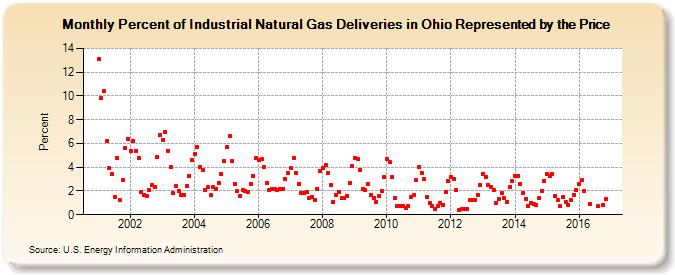 Monthly Percent of Industrial Natural Gas Deliveries in Ohio Represented by the Price
Percent
14
12
10
8
6
4
2
0
2002 2004 2006 2008 2010 2012 2014 2016
Source: U.S. Energy Information Administration